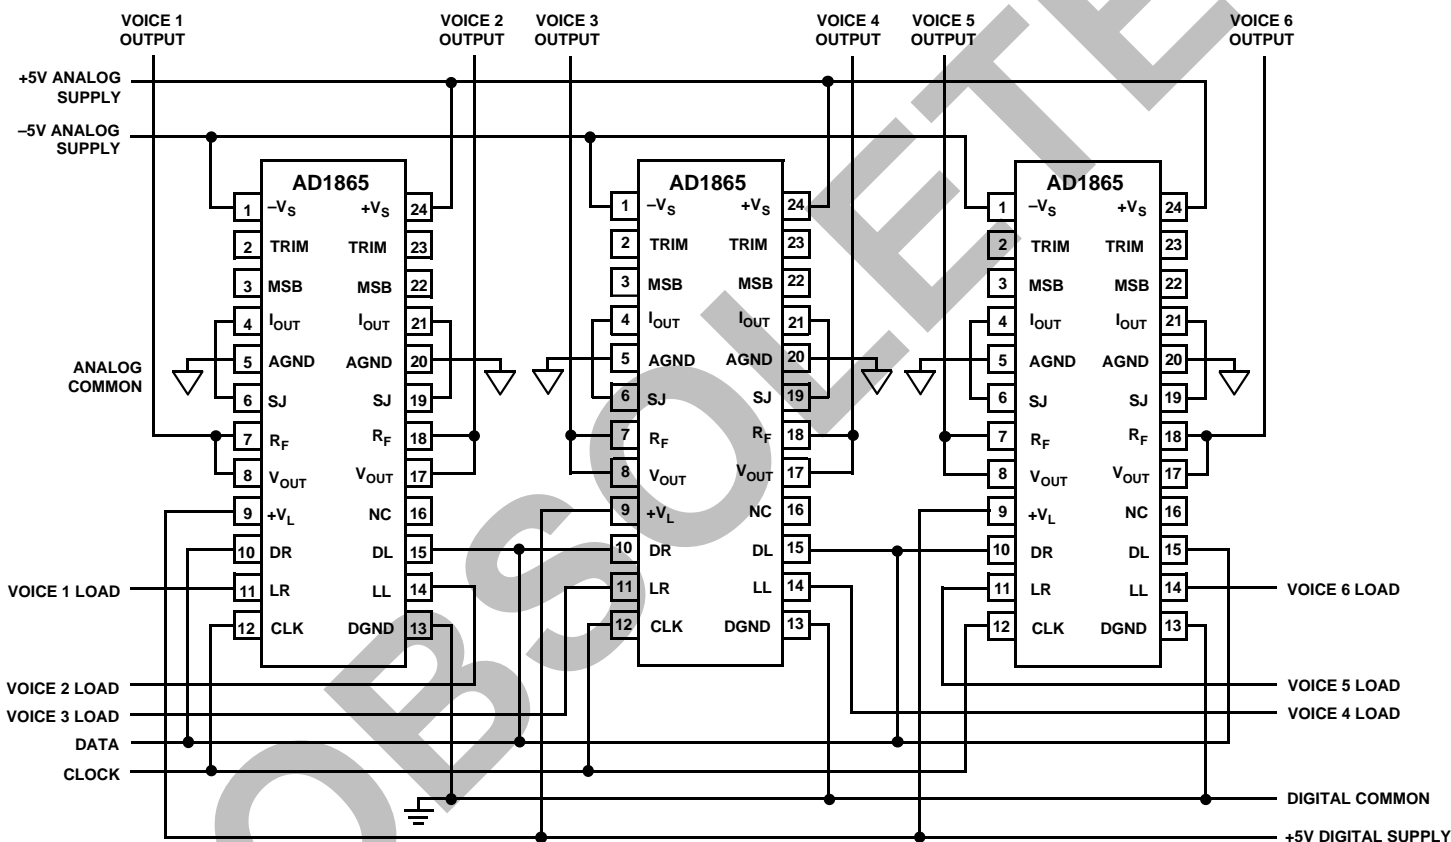 VOICE 1
OUTPUT
VOICE 2
OUTPUT
VOICE 3
OUTPUT
VOICE 4
OUTPUT
VOICE 5
OUTPUT
VOICE 6
OUTPUT
+5V ANALOG
SUPPLY
–5V ANALOG
SUPPLY
ANALOG
COMMON
AD1865
1 –VS +VS 24
2 TRIM TRIM 23
3 MSB MSB 22
4 IOUT IOUT 21
5 AGND AGND 20
6 SJ SJ 19
7 RF RF 18
8 VOUT VOUT 17
9 +VL NC 16
10 DR DL 15
11 LR LL 14
12 CLK DGND 13
AD1865
1 –VS +VS 24
2 TRIM TRIM 23
3 MSB MSB 22
4 IOUT IOUT 21
5 AGND AGND 20
6 SJ SJ 19
7 RF RF 18
8 VOUT VOUT 17
9 +VL NC 16
10 DR DL 15
11 LR LL 14
12 CLK DGND 13
AD1865
1 –VS +VS 24
2 TRIM TRIM 23
3 MSB MSB 22
4 IOUT IOUT 21
5 AGND AGND 20
6 SJ SJ 19
7 RF RF 18
8 VOUT VOUT 17
9 +VL NC 16
10 DR DL 15
11 LR LL 14
12 CLK DGND 13
VOICE 1 LOAD
VOICE 2 LOAD
VOICE 3 LOAD
DATA
CLOCK
VOICE 6 LOAD
VOICE 5 LOAD
VOICE 4 LOAD
DIGITAL COMMON
+5V DIGITAL SUPPLY
OBSOLETE